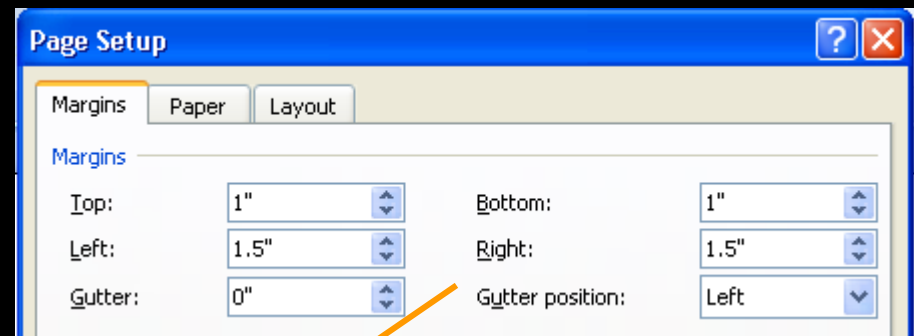 Page Setup
Margins Paper Layout
Margins
Top: 1" Bottom: 1"
Left: 1.5" Right: 1.5"
Gutter: 0" Gutter position: Left